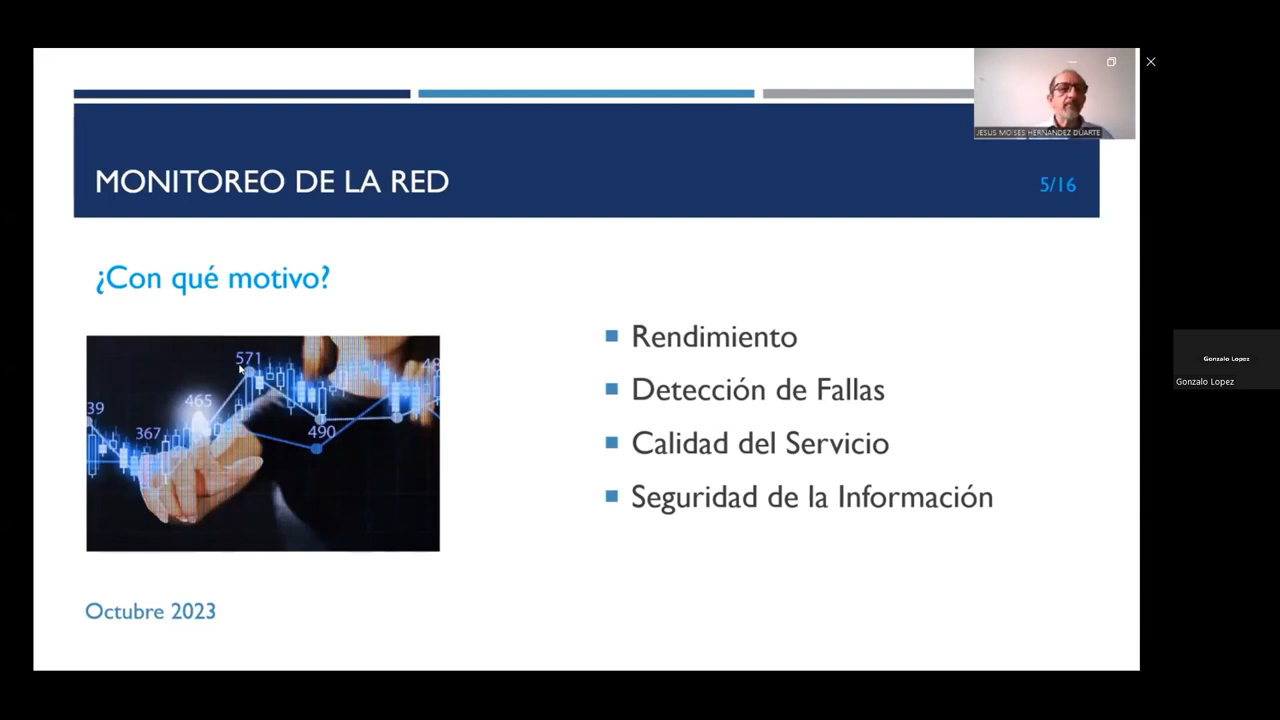 JESUS MOISES HERNANDEZ DUARTE
MONITOREO DE LA RED
5/16
¿Con qué motivo?
571
465
39
367
490
48
Rendimiento
Detección de Fallas
Calidad del Servicio
Seguridad de la Información
Octubre 2023
Gonzalo Lopez
Gonzalo Lopez